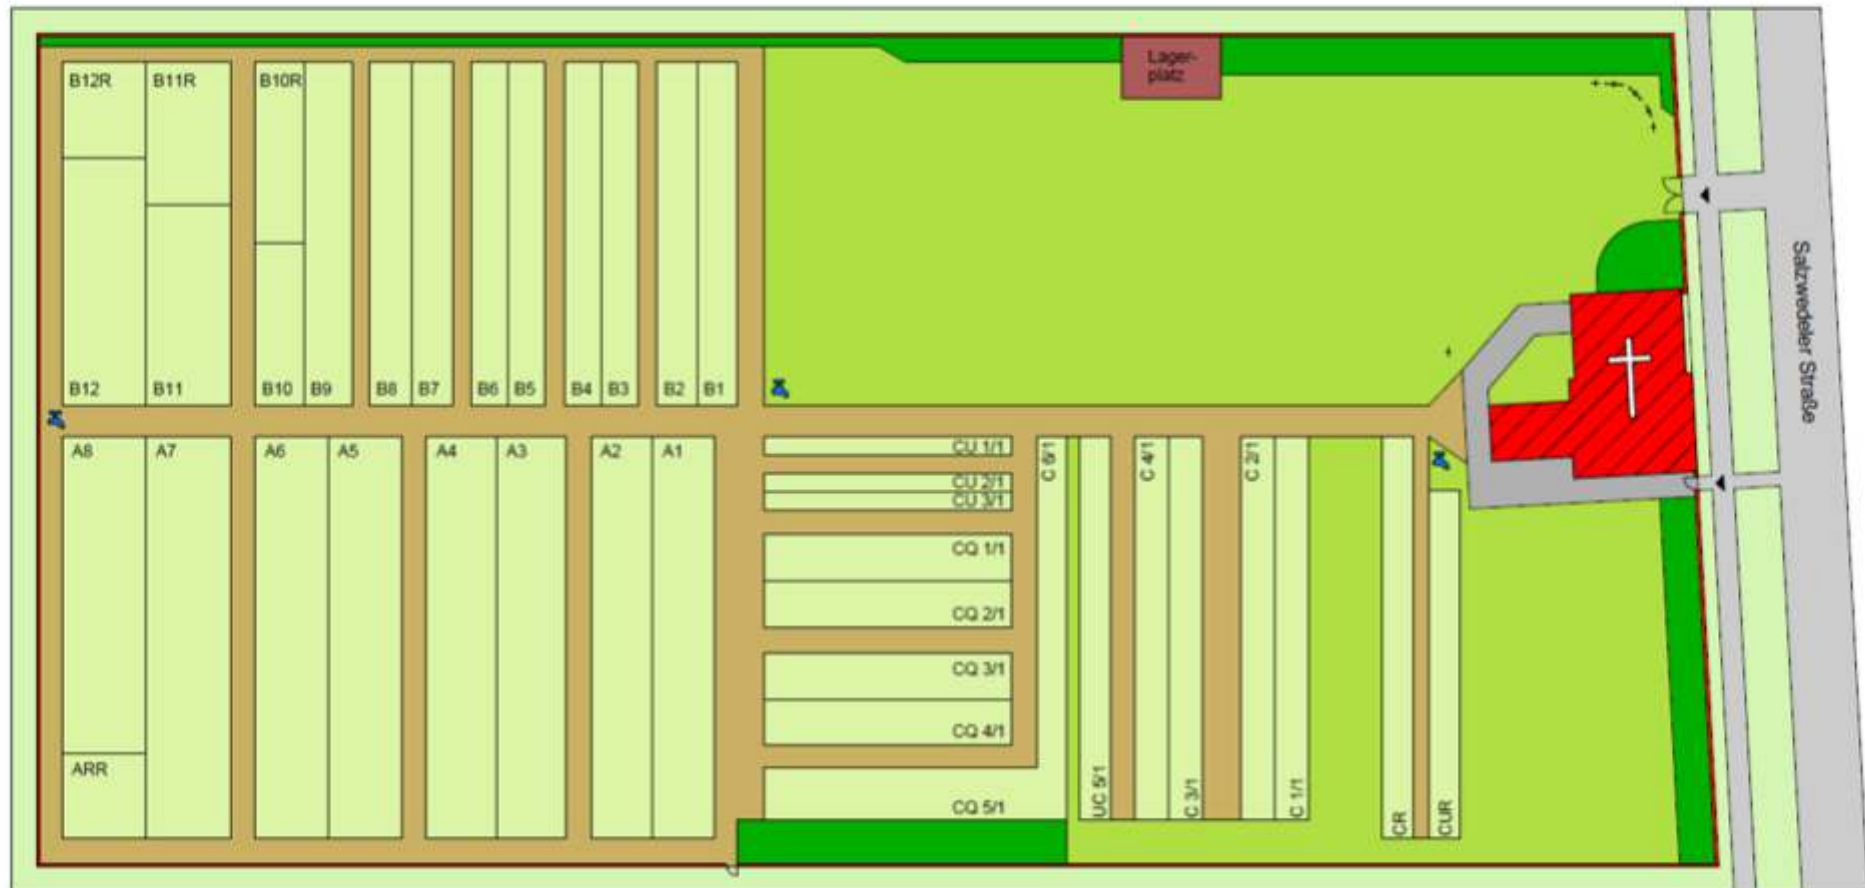 Lager-
platz
B12R
B11R
B10R
B12
B11
B10
B9
B8
B7
B6
B5
B4
B3
B2
B1
Salzwedeler Straße
A8
A7
A6
A5
A4
A3
A2
A1
ARR
CU 1/1
CU 2/1
CU 3/1
CQ 1/1
CQ 2/1
CQ 3/1
CQ 4/1
CQ 5/1
C 6/1
UC 5/1
C 4/1
C 3/1
C 2/1
C 1/1
CR
CUR